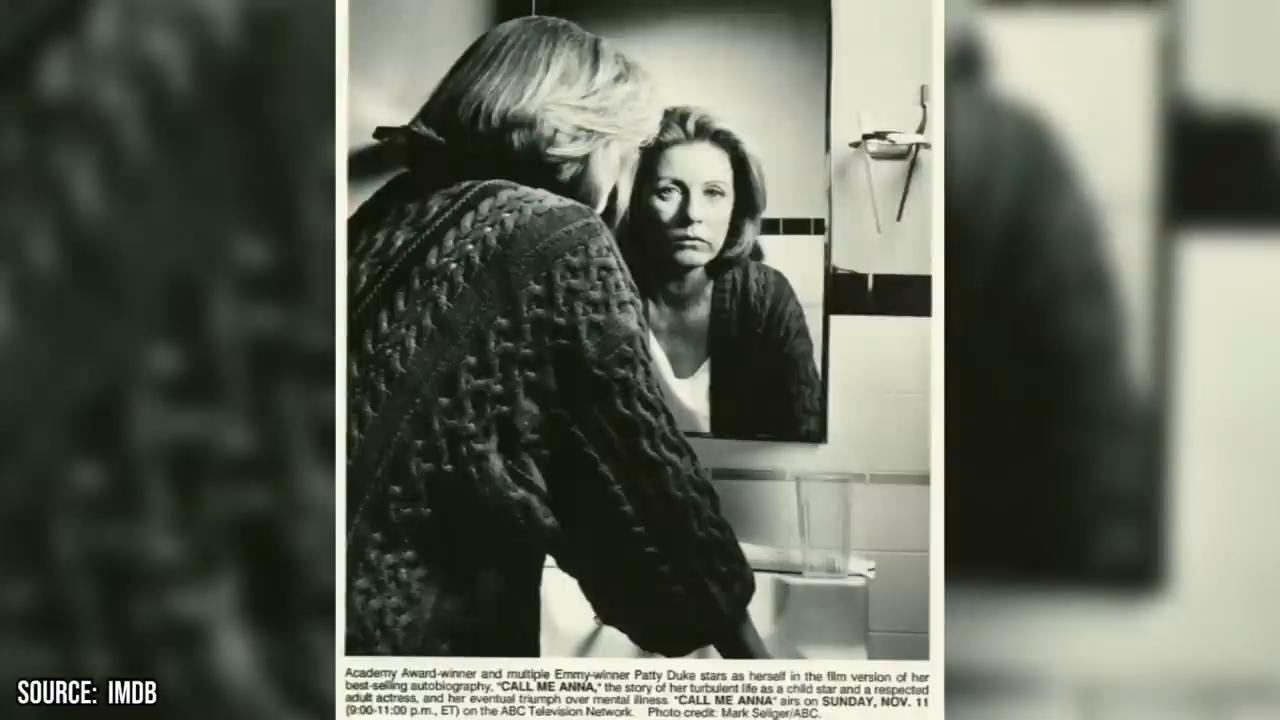 Academy Award-winner and multiple Emmy-winner Patty Duke stars as herself in the film version of her
best-selling autobiography, "CALL ME ANNA," the story of her turbulent life as a child star and a respected
adult actress, and her eventual triumph over mental illness. "CALL ME ANNA" airs on SUNDAY, NOV. 11
(9:00-11:00 p.m., ET) on the ABC Television Network. Photo credit: Mark Seliger/ABC.
SOURCE: IMDB